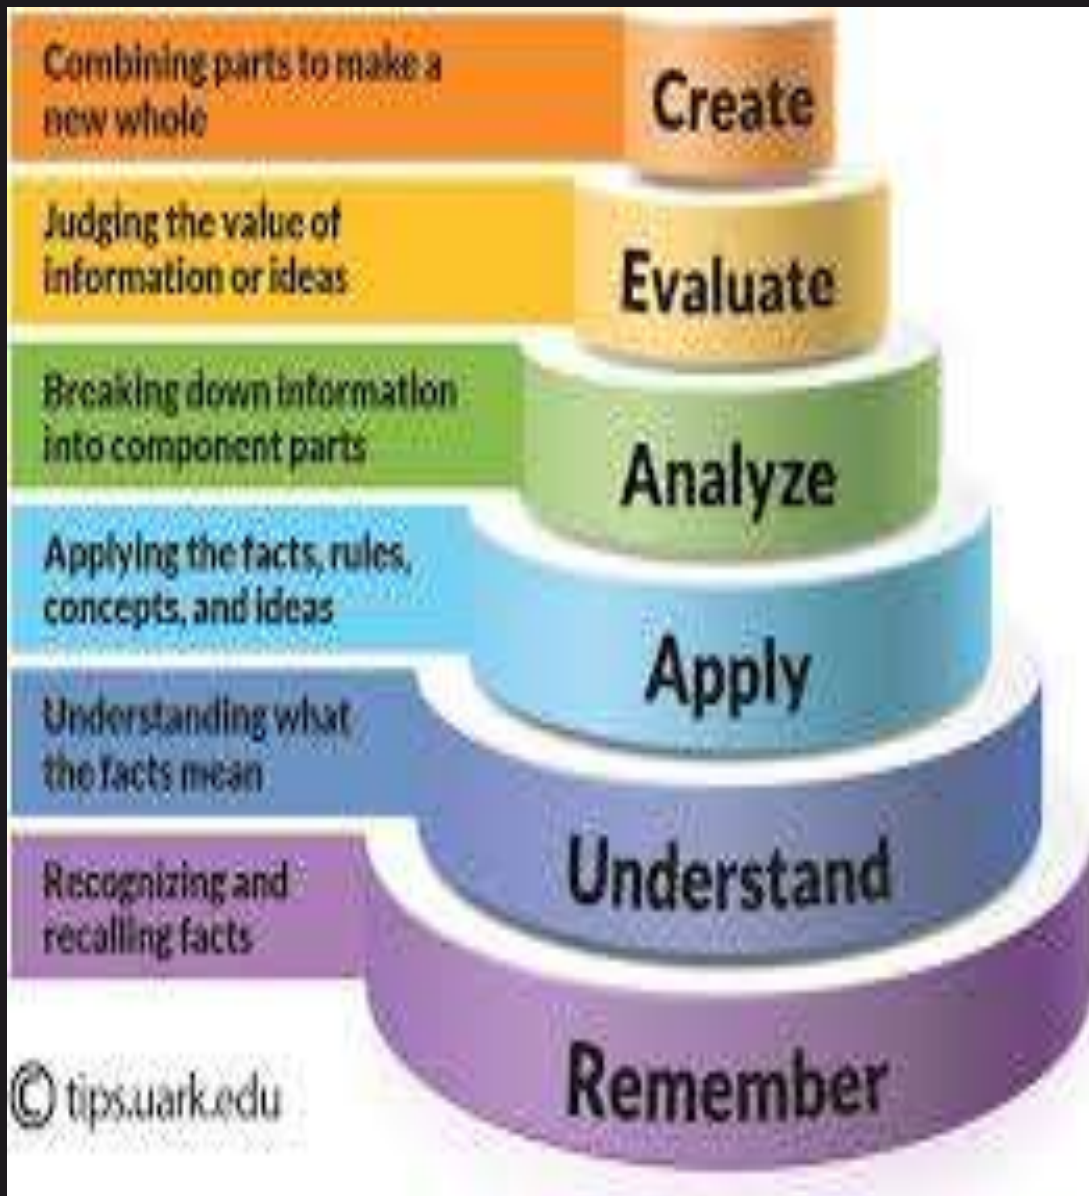 Combining parts to make a
new whole
Create
Judging the value of
information or ideas
Evaluate
Breaking down information
into component parts
Analyze
Applying the facts, rules,
concepts, and ideas
Apply
Understanding what
the facts mean
Understand
Recognizing and
recalling facts
Remember
© tips.uark.edu